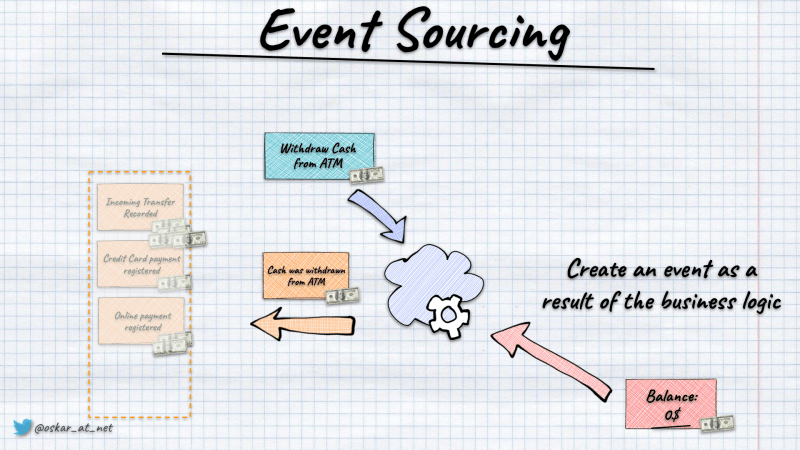 Event Sourcing
Withdraw Cash
from ATM
Incoming Transfer
Recorded
Credit Card payment
registered
Online payment
registered
Cash was withdrawn
from ATM
Create an event as a
result of the business logic
Balance:
0$
@oskar_at_net